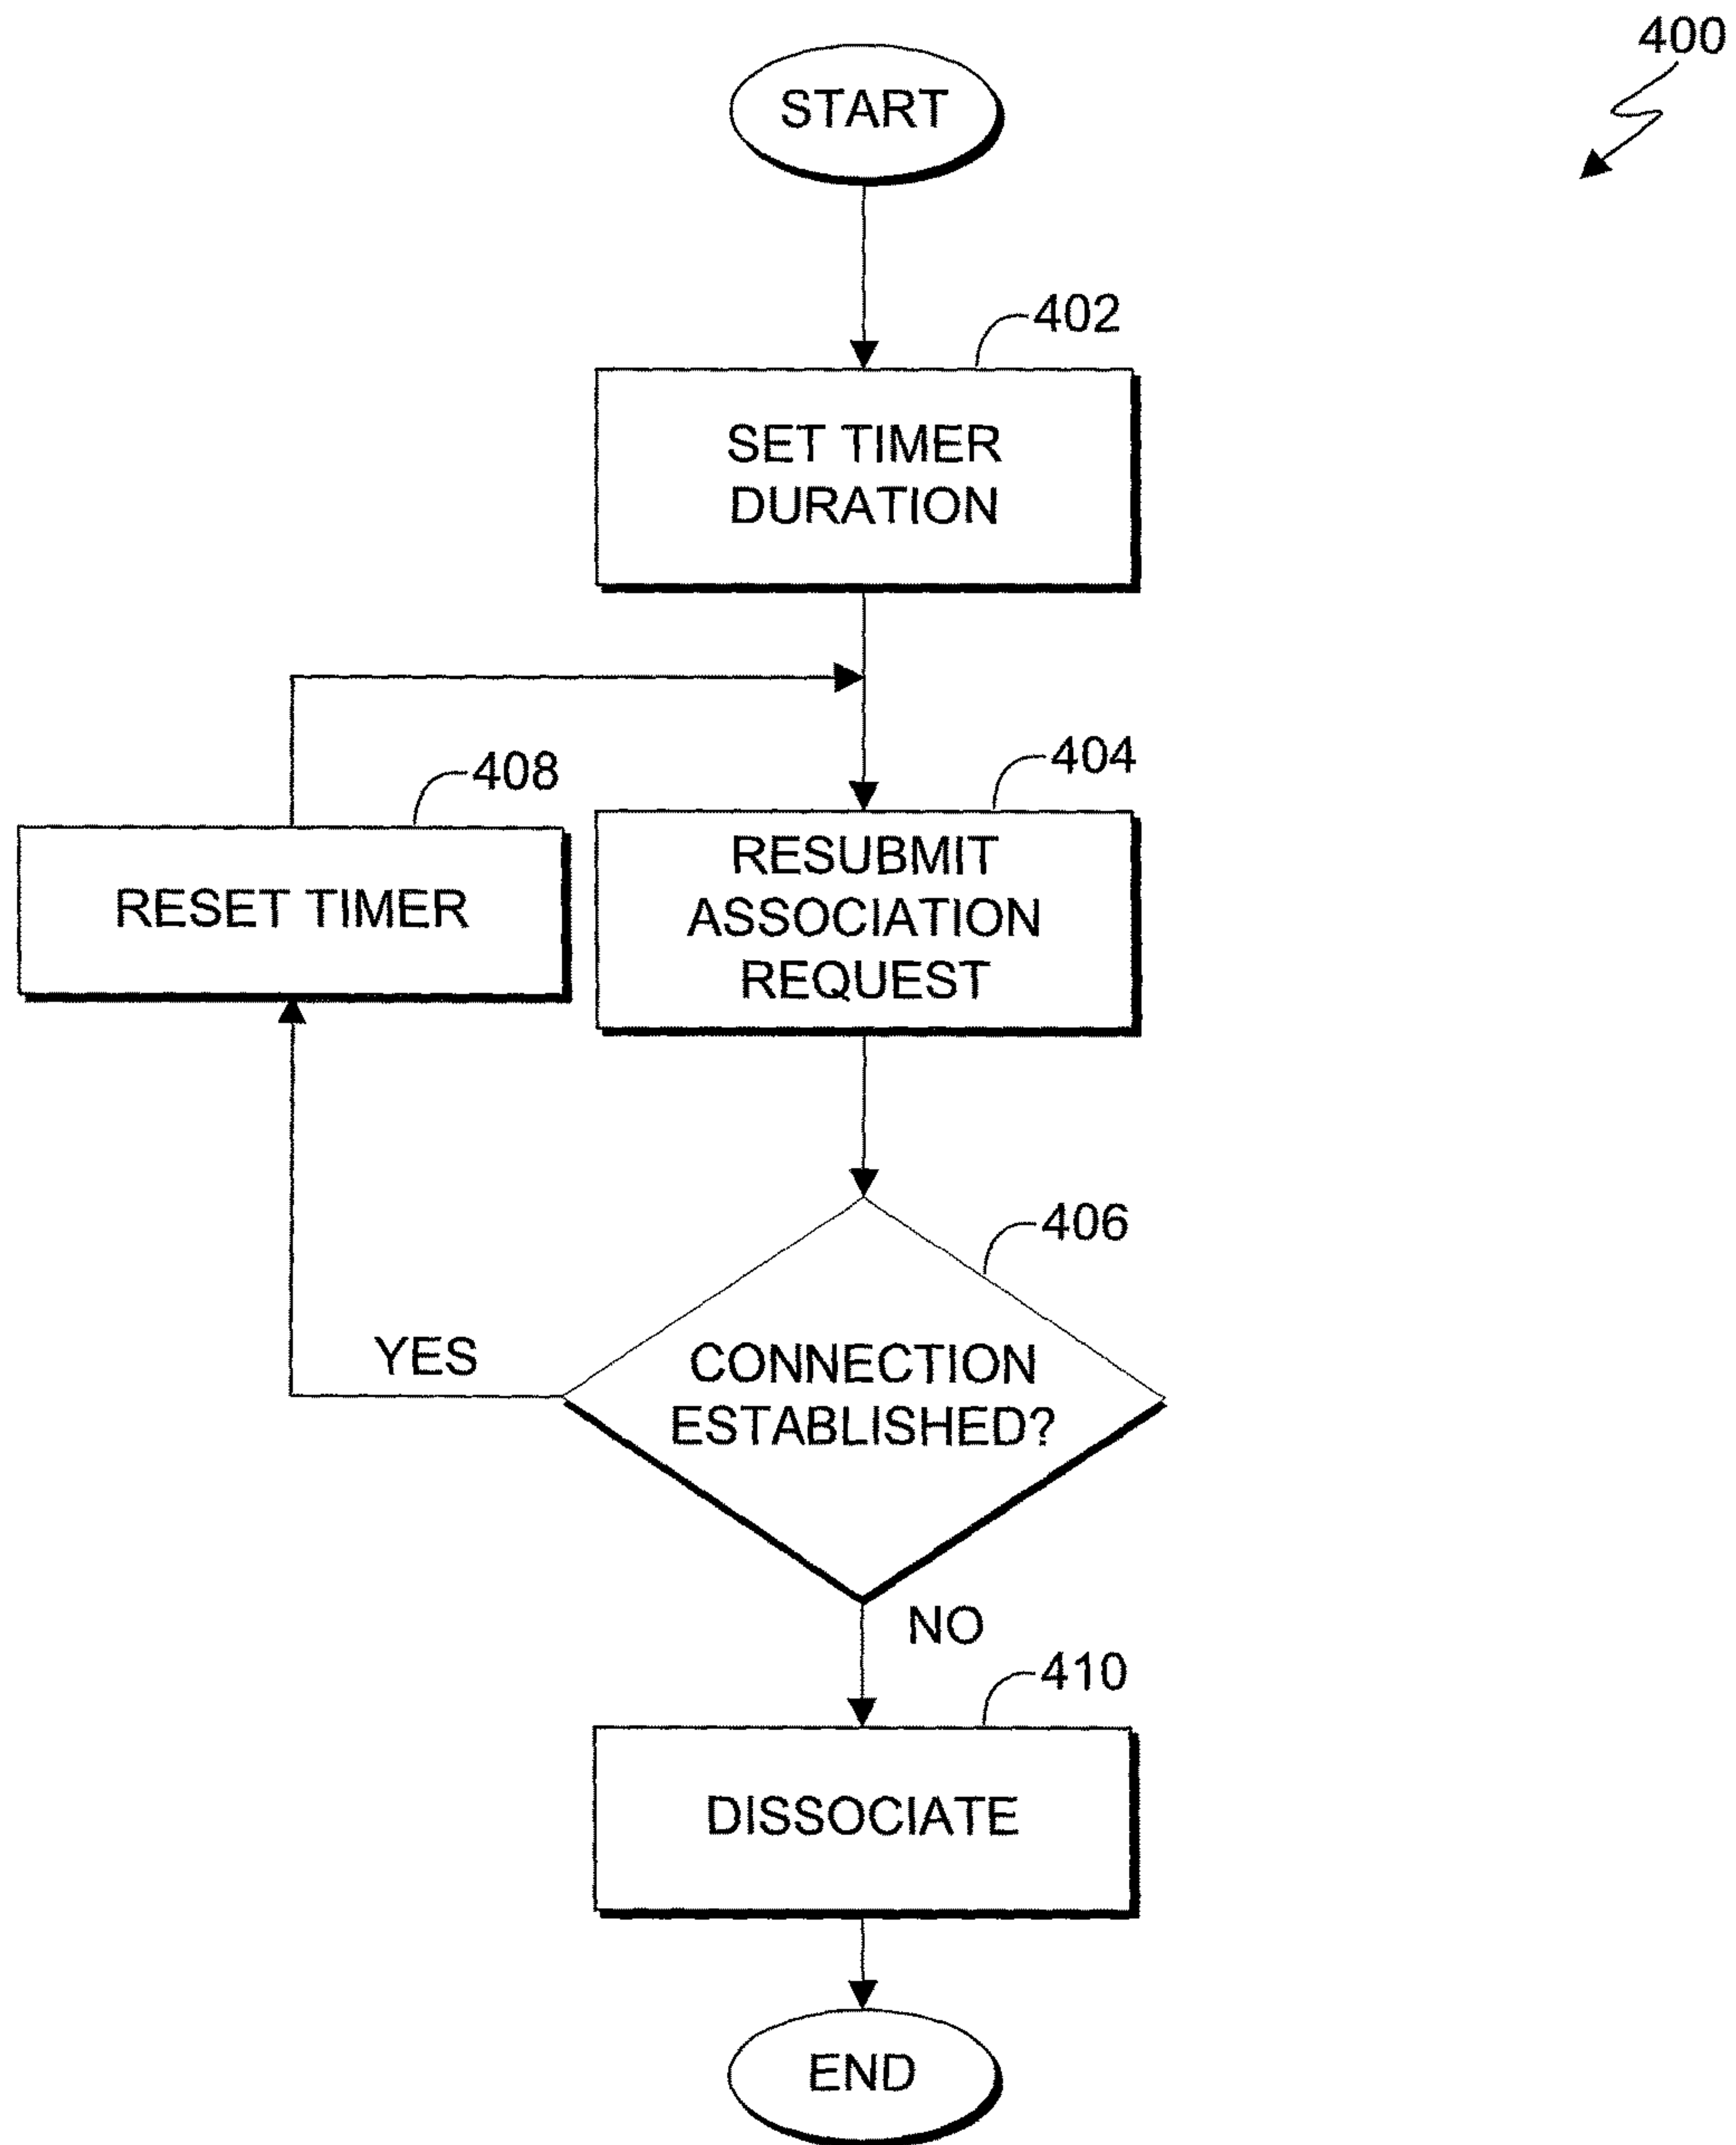 400
START
402
SET TIMER
DURATION
408
RESET TIMER
404
RESUBMIT
ASSOCIATION
REQUEST
406
CONNECTION
ESTABLISHED?
YES
NO
410
DISSOCIATE
END